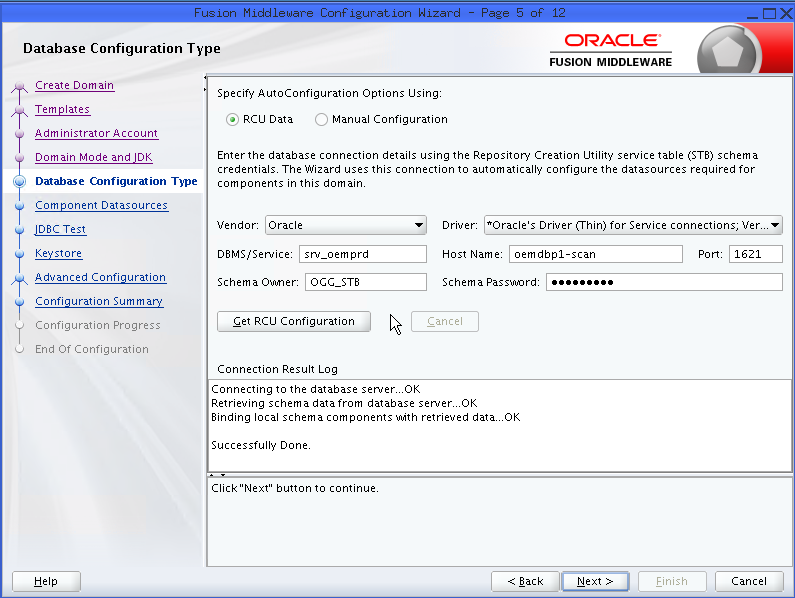 Fusion Middleware Configuration Wizard - Page 5 of 12
Database Configuration Type
ORACLE
FUSION MIDDLEWARE
Create Domain
Templates
Administrator Account
Domain Mode and JDK
Database Configuration Type
Component Datasources
JDBC Test
Keystore
Advanced Configuration
Configuration Summary
Configuration Progress
End Of Configuration
Specify AutoConfiguration Options Using:
RCU Data Manual Configuration
Enter the database connection details using the Repository Creation Utility service table (STB) schema
credentials. The Wizard uses this connection to automatically configure the datasources required for
components in this domain.
Vendor: Oracle Driver: *Oracle's Driver (Thin) for Service connections; Ver...
DBMS/Service: srv_oemprd Host Name: oemdbp1-scan Port: 1621
Schema Owner: OGG_STB Schema Password: •••••••••
Get RCU Configuration Cancel
Connection Result Log
Connecting to the database server...OK
Retrieving schema data from database server...OK
Binding local schema components with retrieved data...OK
Successfully Done.
Click "Next" button to continue.
Help < Back Next > Finish Cancel